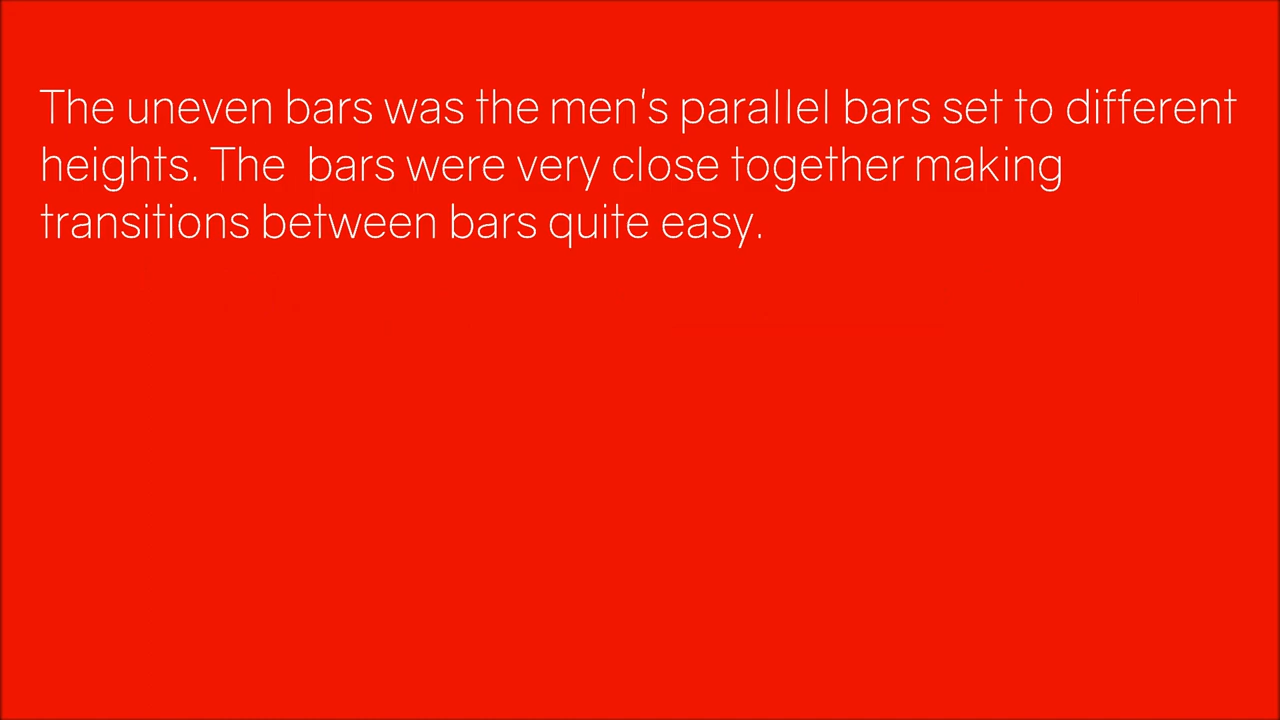 The uneven bars was the men's parallel bars set to different
heights. The  bars were very close together making
transitions between bars quite easy.